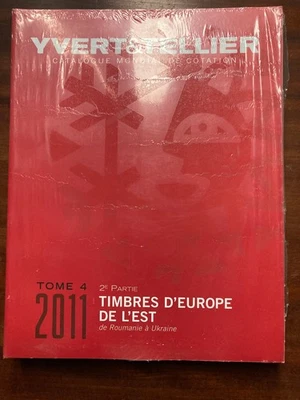 YVERT&TELLIER
CATALOGUE MONDIAL DE COTATION
TOME 4
2011
2E PARTIE
TIMBRES D'EUROPE
DE L'EST
de Roumanie à Ukraine